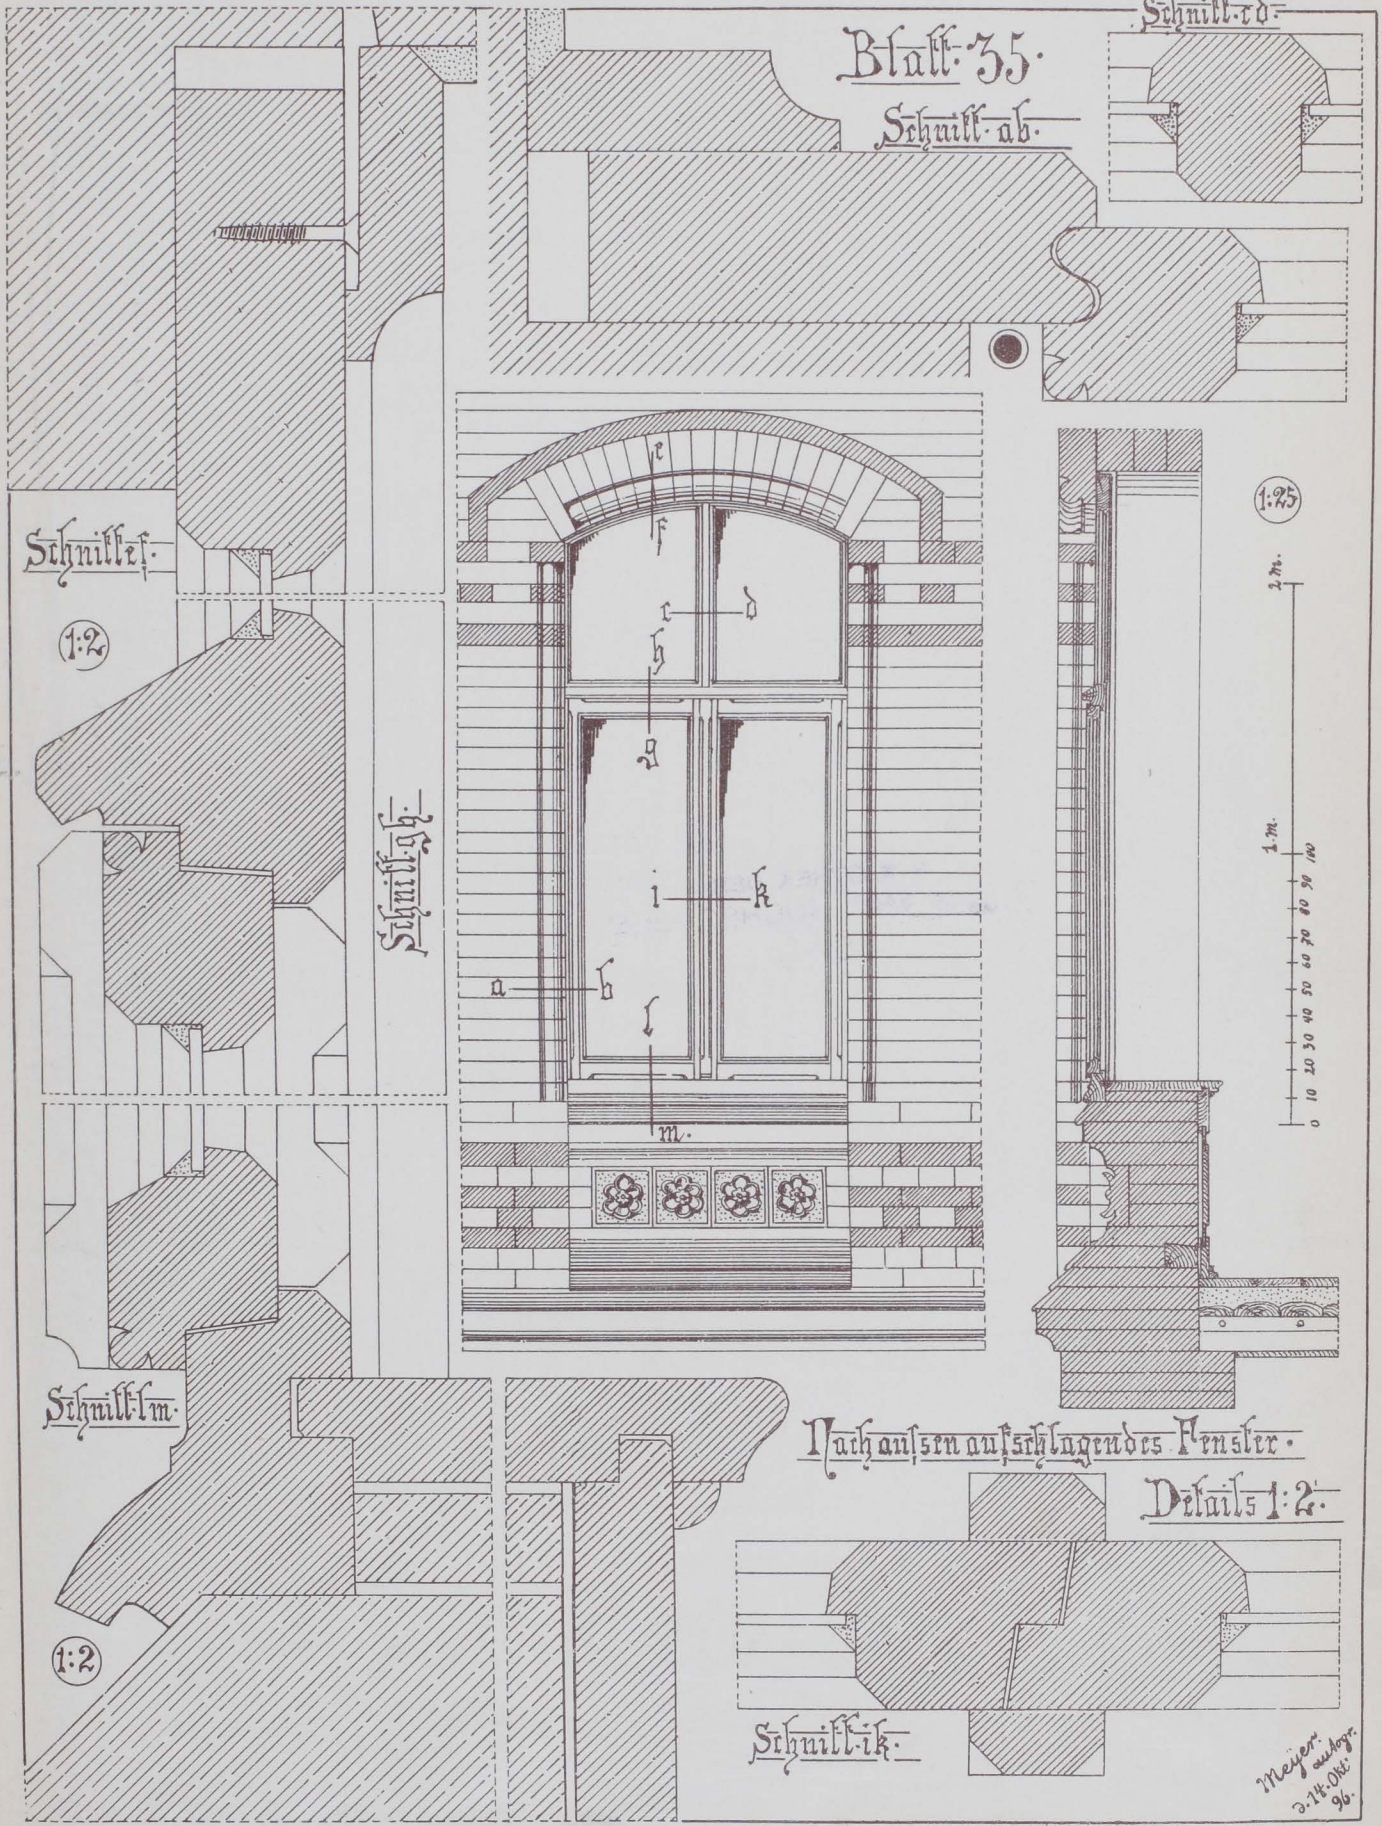 Schnitt·cd·
Blatt·35·
Schnitt·ab·
Schnitt ef·
1:2
1:25
e
f
c d
h
g
i k
a b
l
m·
Schnitt·gh·
2 m.
1·m·
0 10 20 30 40 50 60 70 80 90 100
Schnitt·lm·
1:2
Nach aussen aufschlagendes Fenster·
Details 1:2·
Schnitt·ik·
Meÿer·
autogr.
d. 14. Okt.
96.